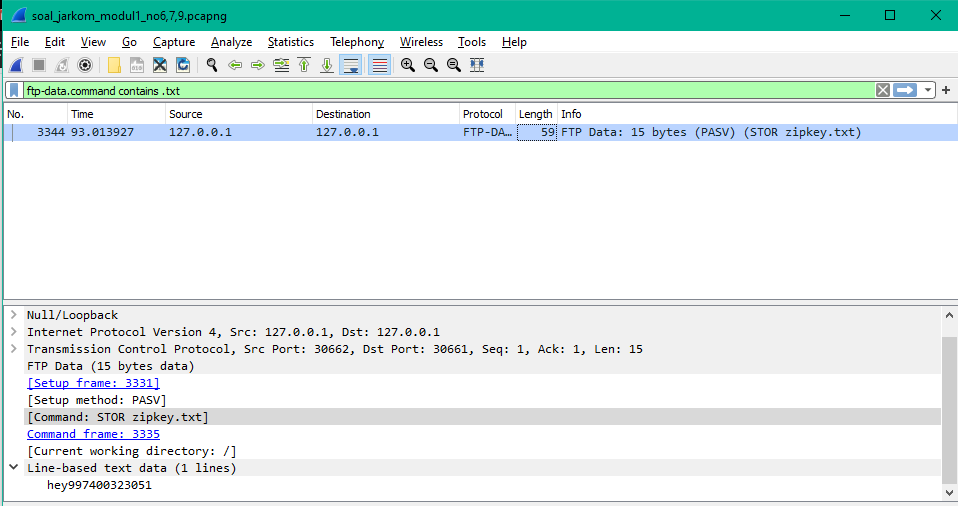 soal_jarkom_modul1_no6,7,9.pcapng
File Edit View Go Capture Analyze Statistics Telephony Wireless Tools Help
ftp-data.command contains .txt
No. Time Source Destination Protocol Length Info
3344 93.013927 127.0.0.1 127.0.0.1 FTP-DA… 59 FTP Data: 15 bytes (PASV) (STOR zipkey.txt)
Null/Loopback
Internet Protocol Version 4, Src: 127.0.0.1, Dst: 127.0.0.1
Transmission Control Protocol, Src Port: 30662, Dst Port: 30661, Seq: 1, Ack: 1, Len: 15
FTP Data (15 bytes data)
[Setup frame: 3331]
[Setup method: PASV]
[Command: STOR zipkey.txt]
Command frame: 3335
[Current working directory: /]
Line-based text data (1 lines)
hey997400323051